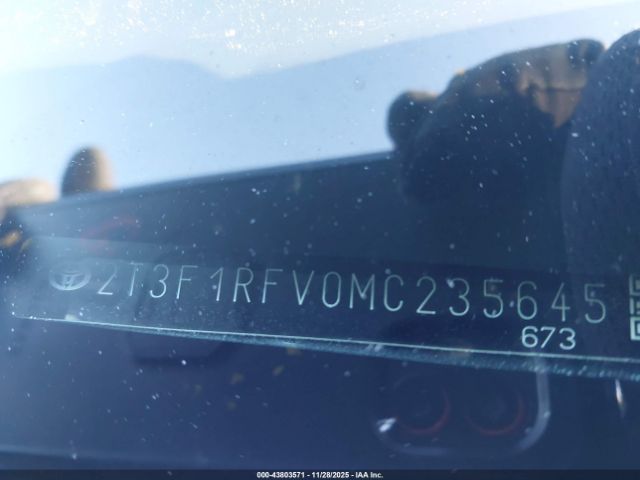 2T3F1RFV0MC235645
673
000-43803571 - 11/28/2025 - IAA Inc.